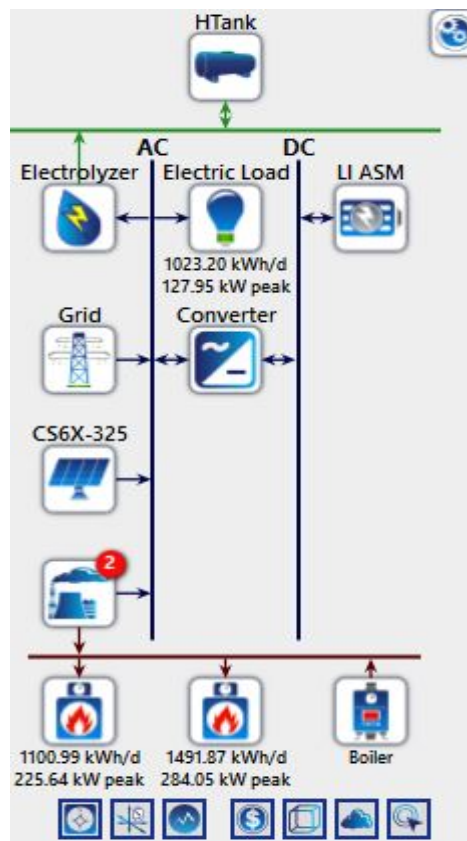 HTank
AC
DC
Electrolyzer
Electric Load
LI ASM
1023.20 kWh/d
127.95 kW peak
Grid
Converter
CS6X-325
2
1100.99 kWh/d
225.64 kW peak
1491.87 kWh/d
284.05 kW peak
Boiler